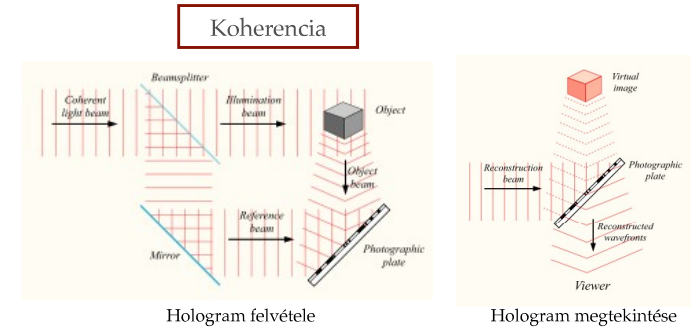 Koherencia
Beamsplitter
Coherent
light beam
Illumination
beam
Object
Object
beam
Reference
beam
Mirror
Photographic
plate
Hologram felvétele
Virtual
image
Reconstruction
beam
Photographic
plate
Reconstructed
wavefronts
Viewer
Hologram megtekintése